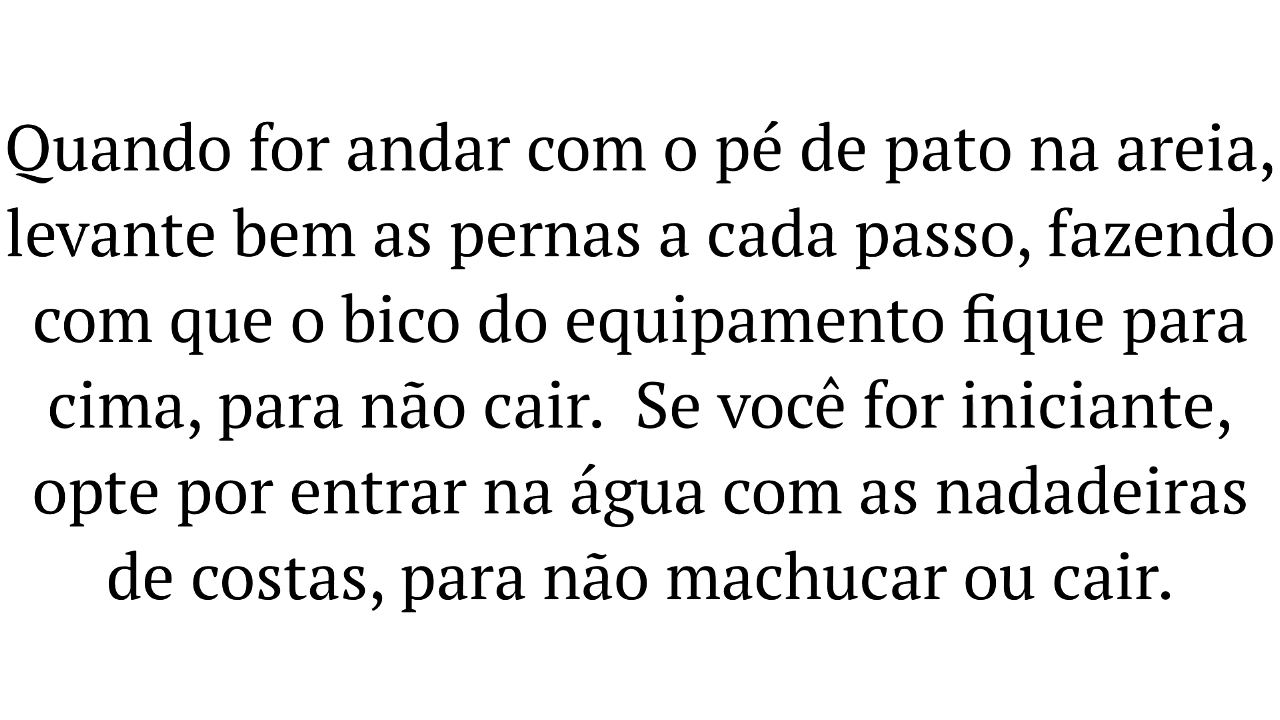 Quando for andar com o pé de pato na areia,
levante bem as pernas a cada passo, fazendo
com que o bico do equipamento fique para
cima, para não cair.  Se você for iniciante,
opte por entrar na água com as nadadeiras
de costas, para não machucar ou cair.